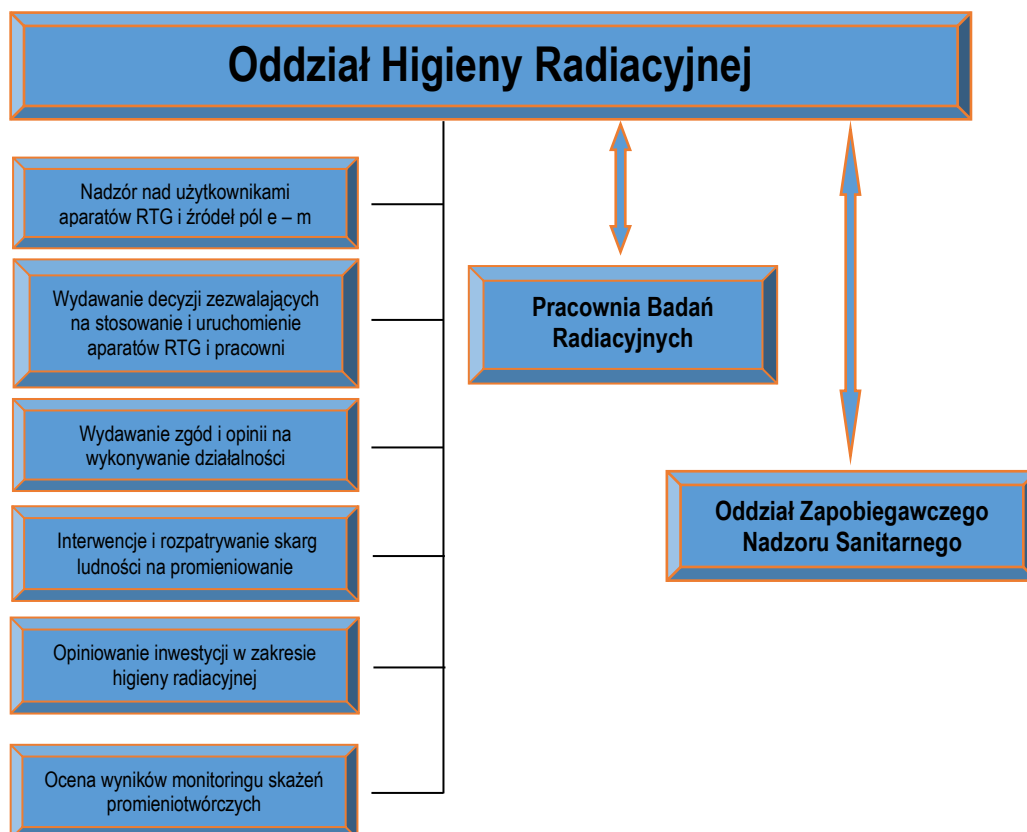 Oddział Higieny Radiacyjnej
Nadzór nad użytkownikami
aparatów RTG i źródeł pól e – m
Wydawanie decyzji zezwalających
na stosowanie i uruchomienie
aparatów RTG i pracowni
Wydawanie zgód i opinii na
wykonywanie działalności
Interwencje i rozpatrywanie skarg
ludności na promieniowanie
Opiniowanie inwestycji w zakresie
higieny radiacyjnej
Ocena wyników monitoringu skażeń
promieniotwórczych
Pracownia Badań
Radiacyjnych
Oddział Zapobiegawczego
Nadzoru Sanitarnego